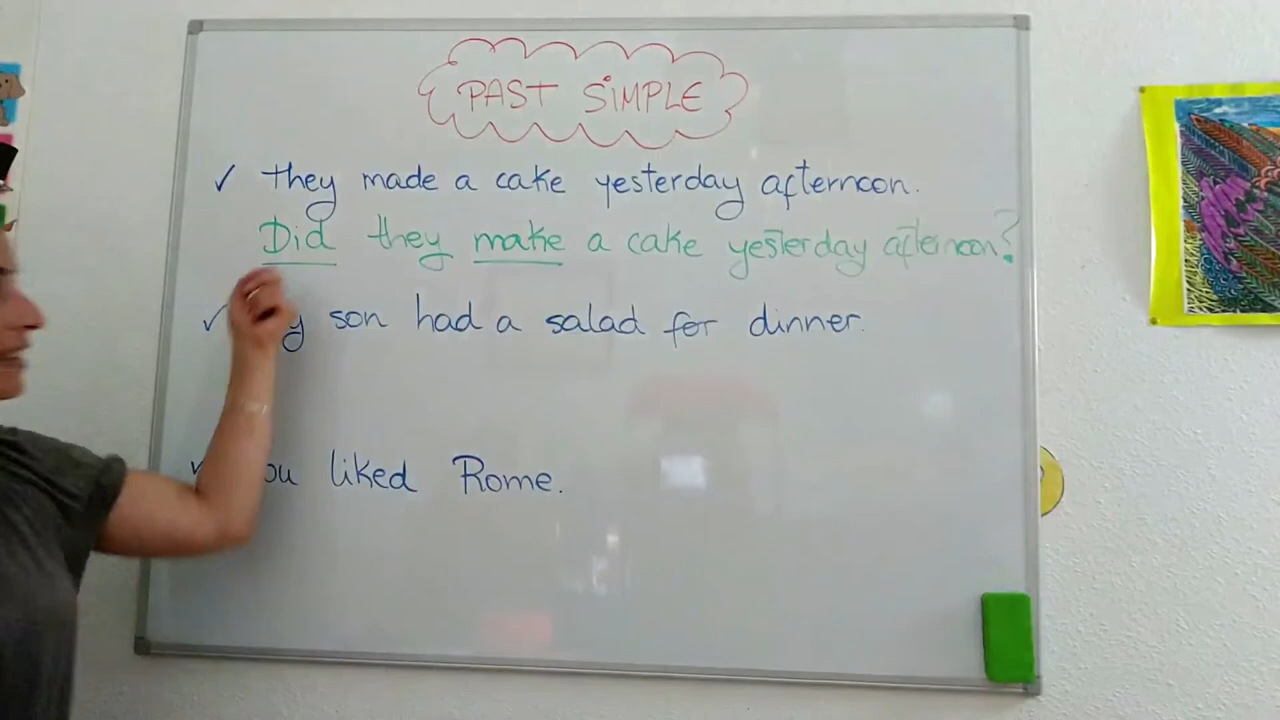 PAST SIMPLE
✓ they made a cake yesterday afternoon.
Did they make a cake yesterday afternoon?
✓ son had a salad for dinner.
liked Rome.